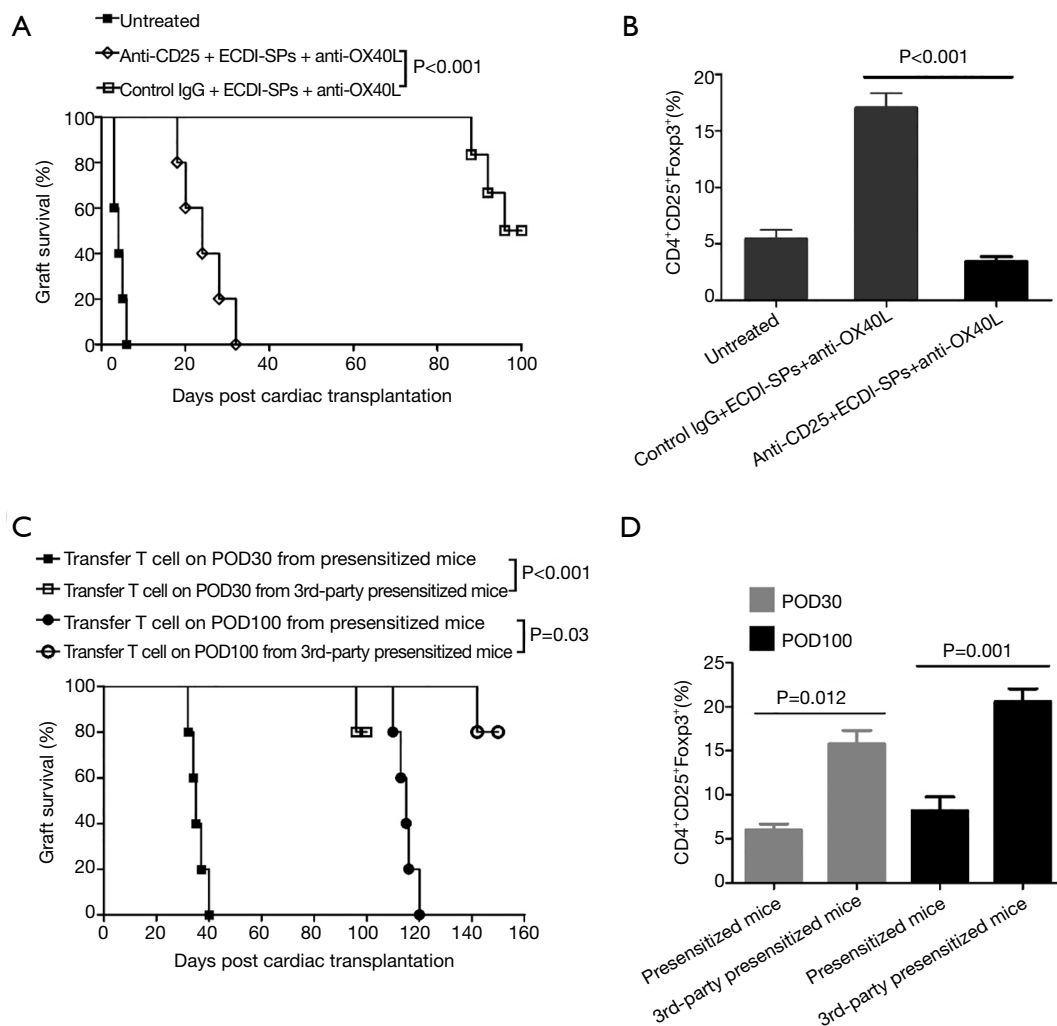 A
Untreated
Anti-CD25 + ECDI-SPs + anti-OX40L
Control IgG + ECDI-SPs + anti-OX40L
P<0.001
Graft survival (%)
100
80
60
40
20
0
0 20 40 60 80 100
Days post cardiac transplantation
B
P<0.001
CD4⁺CD25⁺Foxp3⁺(%)
20
15
10
5
0
Untreated
Control IgG+ECDI-SPs+anti-OX40L
Anti-CD25+ECDI-SPs+anti-OX40L
C
Transfer T cell on POD30 from presensitized mice
Transfer T cell on POD30 from 3rd-party presensitized mice
P<0.001
Transfer T cell on POD100 from presensitized mice
Transfer T cell on POD100 from 3rd-party presensitized mice
P=0.03
Graft survival (%)
100
80
60
40
20
0
0 20 40 60 80 100 120 140 160
Days post cardiac transplantation
D
POD30
POD100
P=0.012
P=0.001
CD4⁺CD25⁺Foxp3⁺(%)
25
20
15
10
5
0
Presensitized mice
3rd-party presensitized mice
Presensitized mice
3rd-party presensitized mice